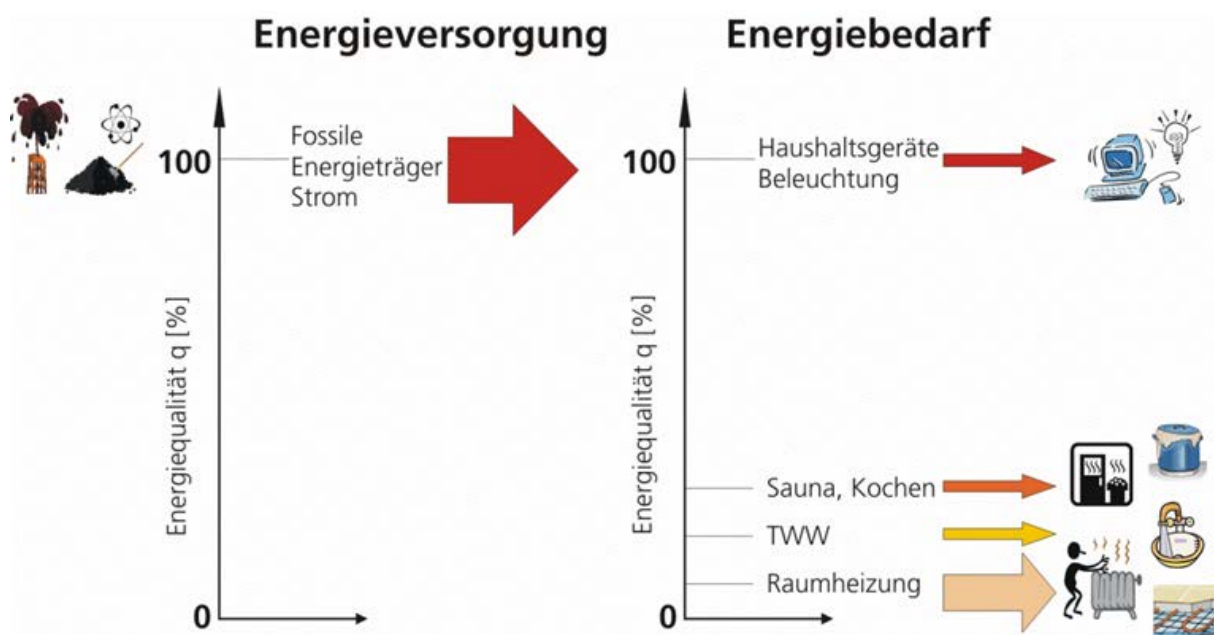 Energieversorgung
Energiebedarf
100
Fossile
Energieträger
Strom
Energiequalität q [%]
0
100
Haushaltsgeräte
Beleuchtung
Energiequalität q [%]
Sauna, Kochen
TWW
Raumheizung
0